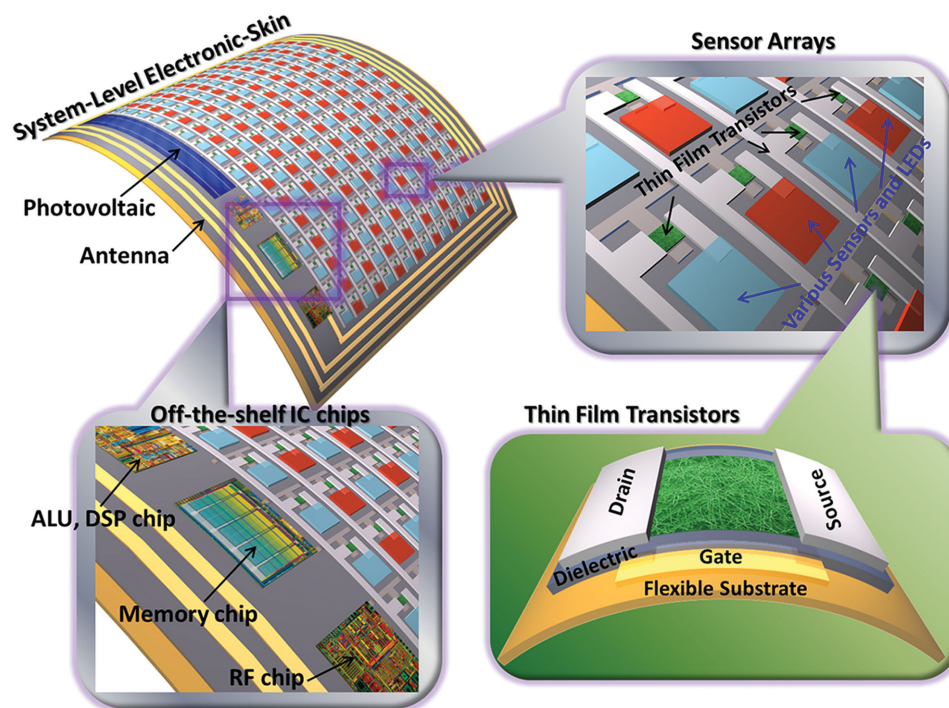 System-Level Electronic-Skin
Photovoltaic
Antenna
Sensor Arrays
Thin Film Transistors
Various Sensors and LEDs
Off-the-shelf IC chips
ALU, DSP chip
Memory chip
RF chip
Thin Film Transistors
Drain
Source
Dielectric
Gate
Flexible Substrate